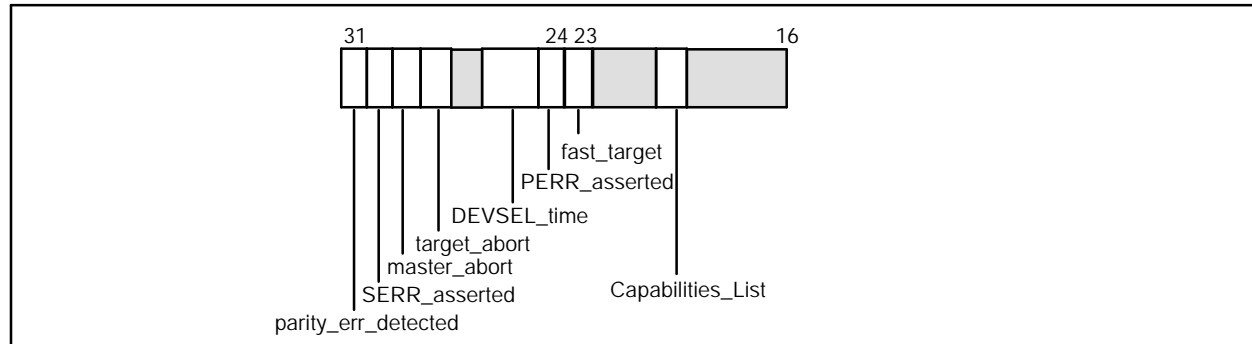 31 24 23 16
fast_target
PERR_asserted
DEVSEL_time
target_abort
master_abort
SERR_asserted
Capabilities_List
parity_err_detected